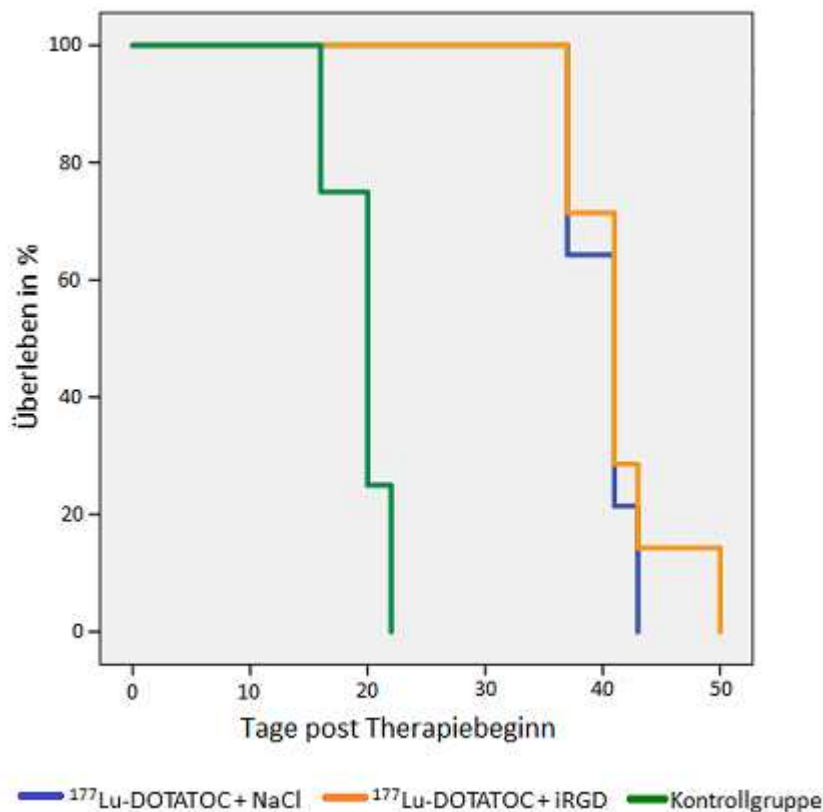 100
80
60
40
20
0
Überleben in %
0 10 20 30 40 50
Tage post Therapiebeginn
¹⁷⁷Lu-DOTATOC + NaCl ¹⁷⁷Lu-DOTATOC + iRGD Kontrollgruppe